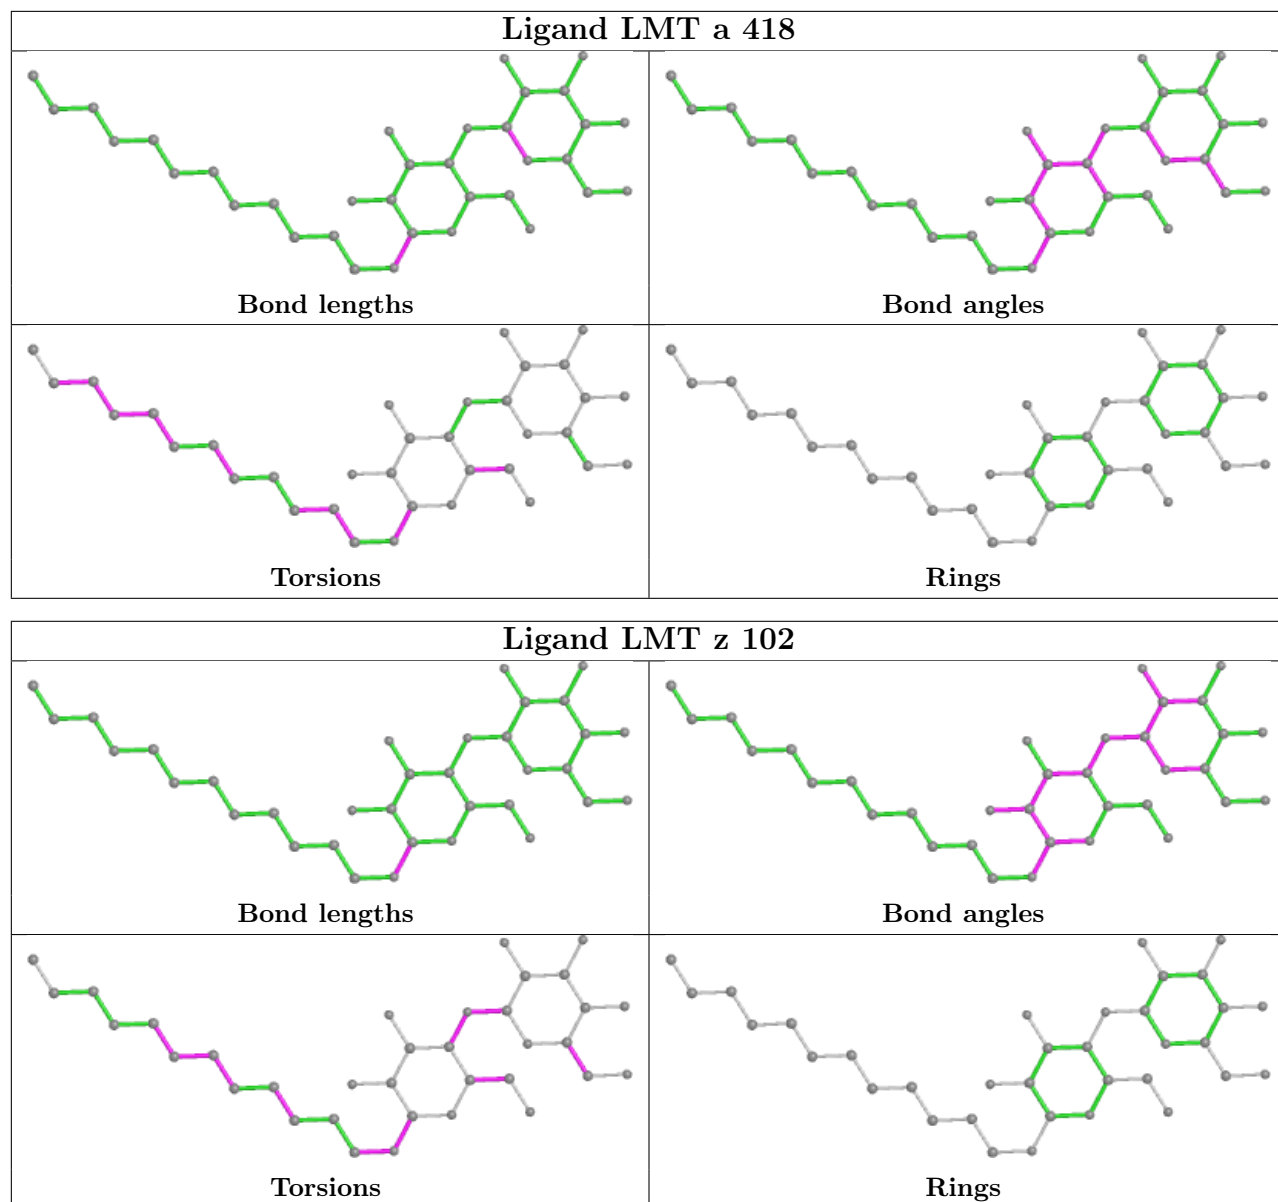 Ligand LMT a 418
Bond lengths
Bond angles
Torsions
Rings
Ligand LMT z 102
Bond lengths
Bond angles
Torsions
Rings